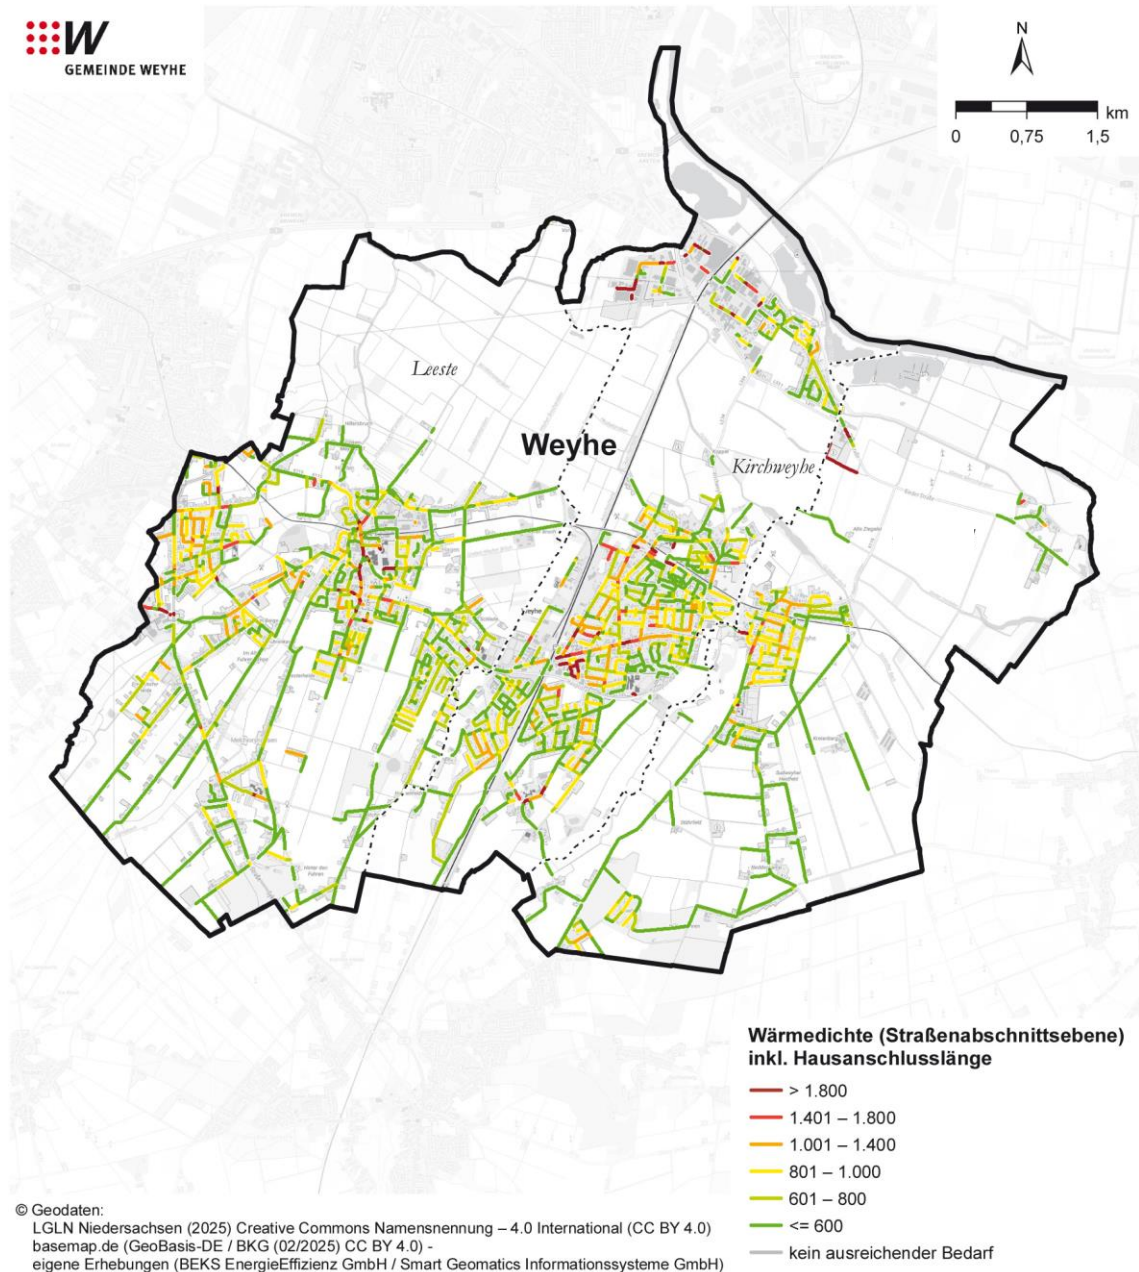 W
GEMEINDE WEYHE
N
km
0 0,75 1,5
Leeste
Weyhe
Kirchweyhe
Wärmedichte (Straßenabschnittsebene)
inkl. Hausanschlusslänge
> 1.800
1.401 – 1.800
1.001 – 1.400
801 – 1.000
601 – 800
<= 600
kein ausreichender Bedarf
© Geodaten:
LGLN Niedersachsen (2025) Creative Commons Namensnennung – 4.0 International (CC BY 4.0)
basemap.de (GeoBasis-DE / BKG (02/2025) CC BY 4.0) -
eigene Erhebungen (BEKS EnergieEffizienz GmbH / Smart Geomatics Informationssysteme GmbH)